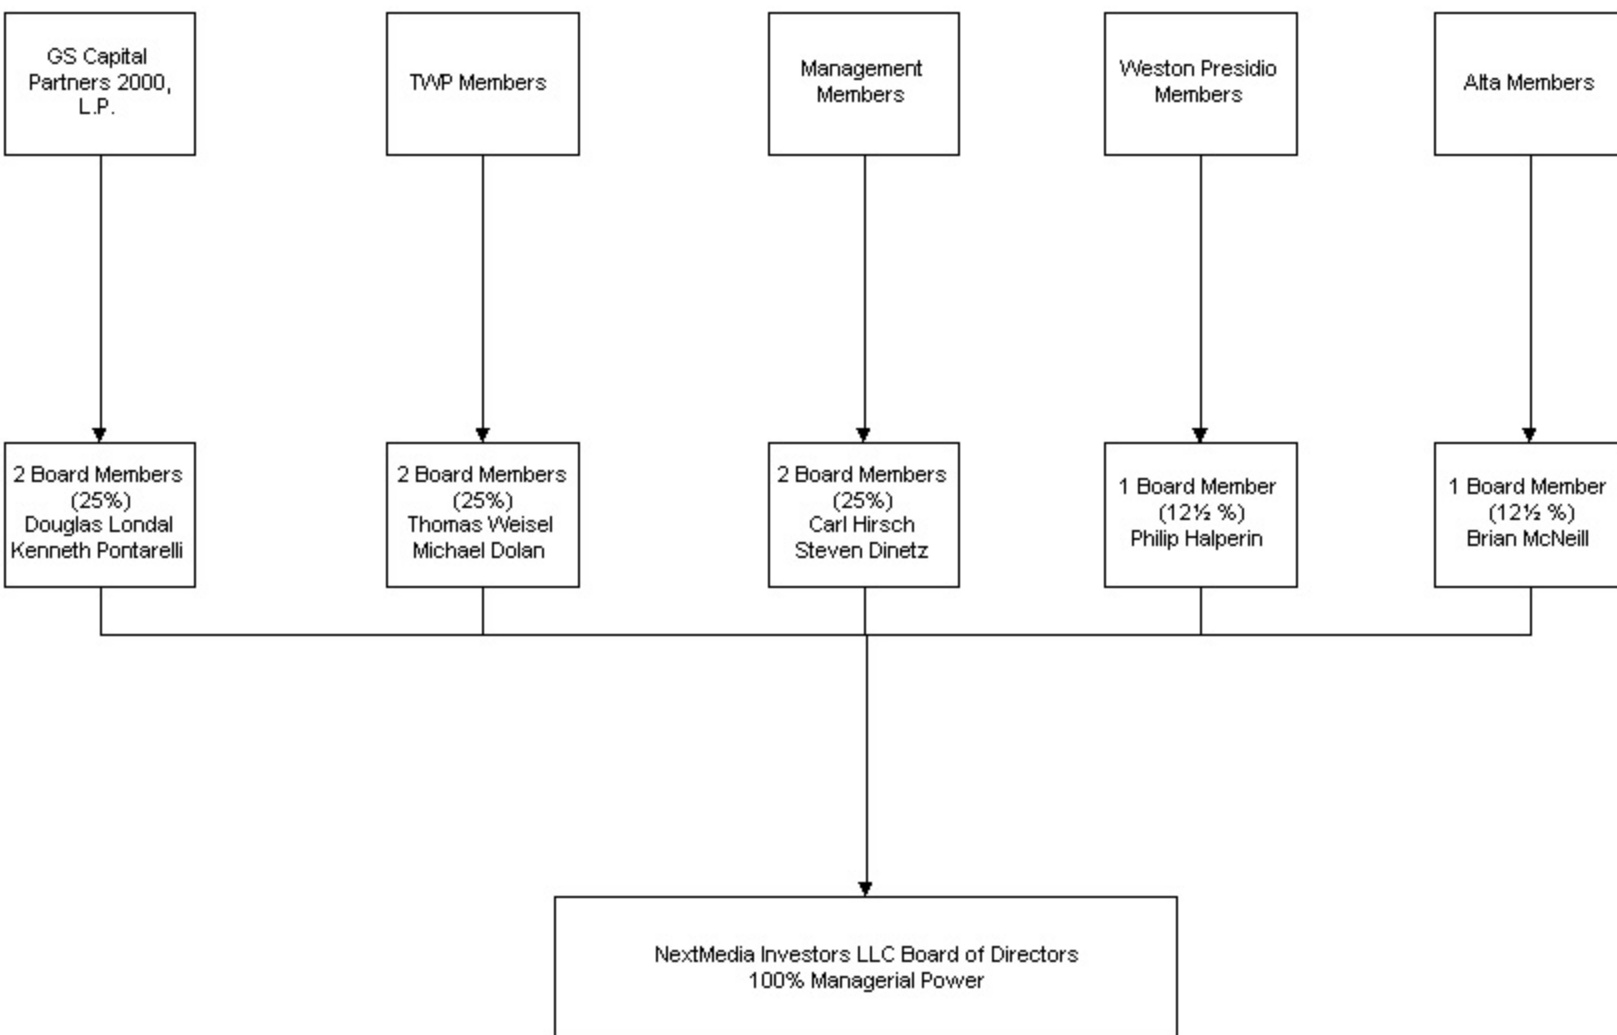 GS Capital
Partners 2000,
L.P.
TWP Members
Management
Members
Weston Presidio
Members
Alta Members
2 Board Members
(25%)
Douglas Londal
Kenneth Pontarelli
2 Board Members
(25%)
Thomas Weisel
Michael Dolan
2 Board Members
(25%)
Carl Hirsch
Steven Dinetz
1 Board Member
(12½ %)
Philip Halperin
1 Board Member
(12½ %)
Brian McNeill
NextMedia Investors LLC Board of Directors
100% Managerial Power